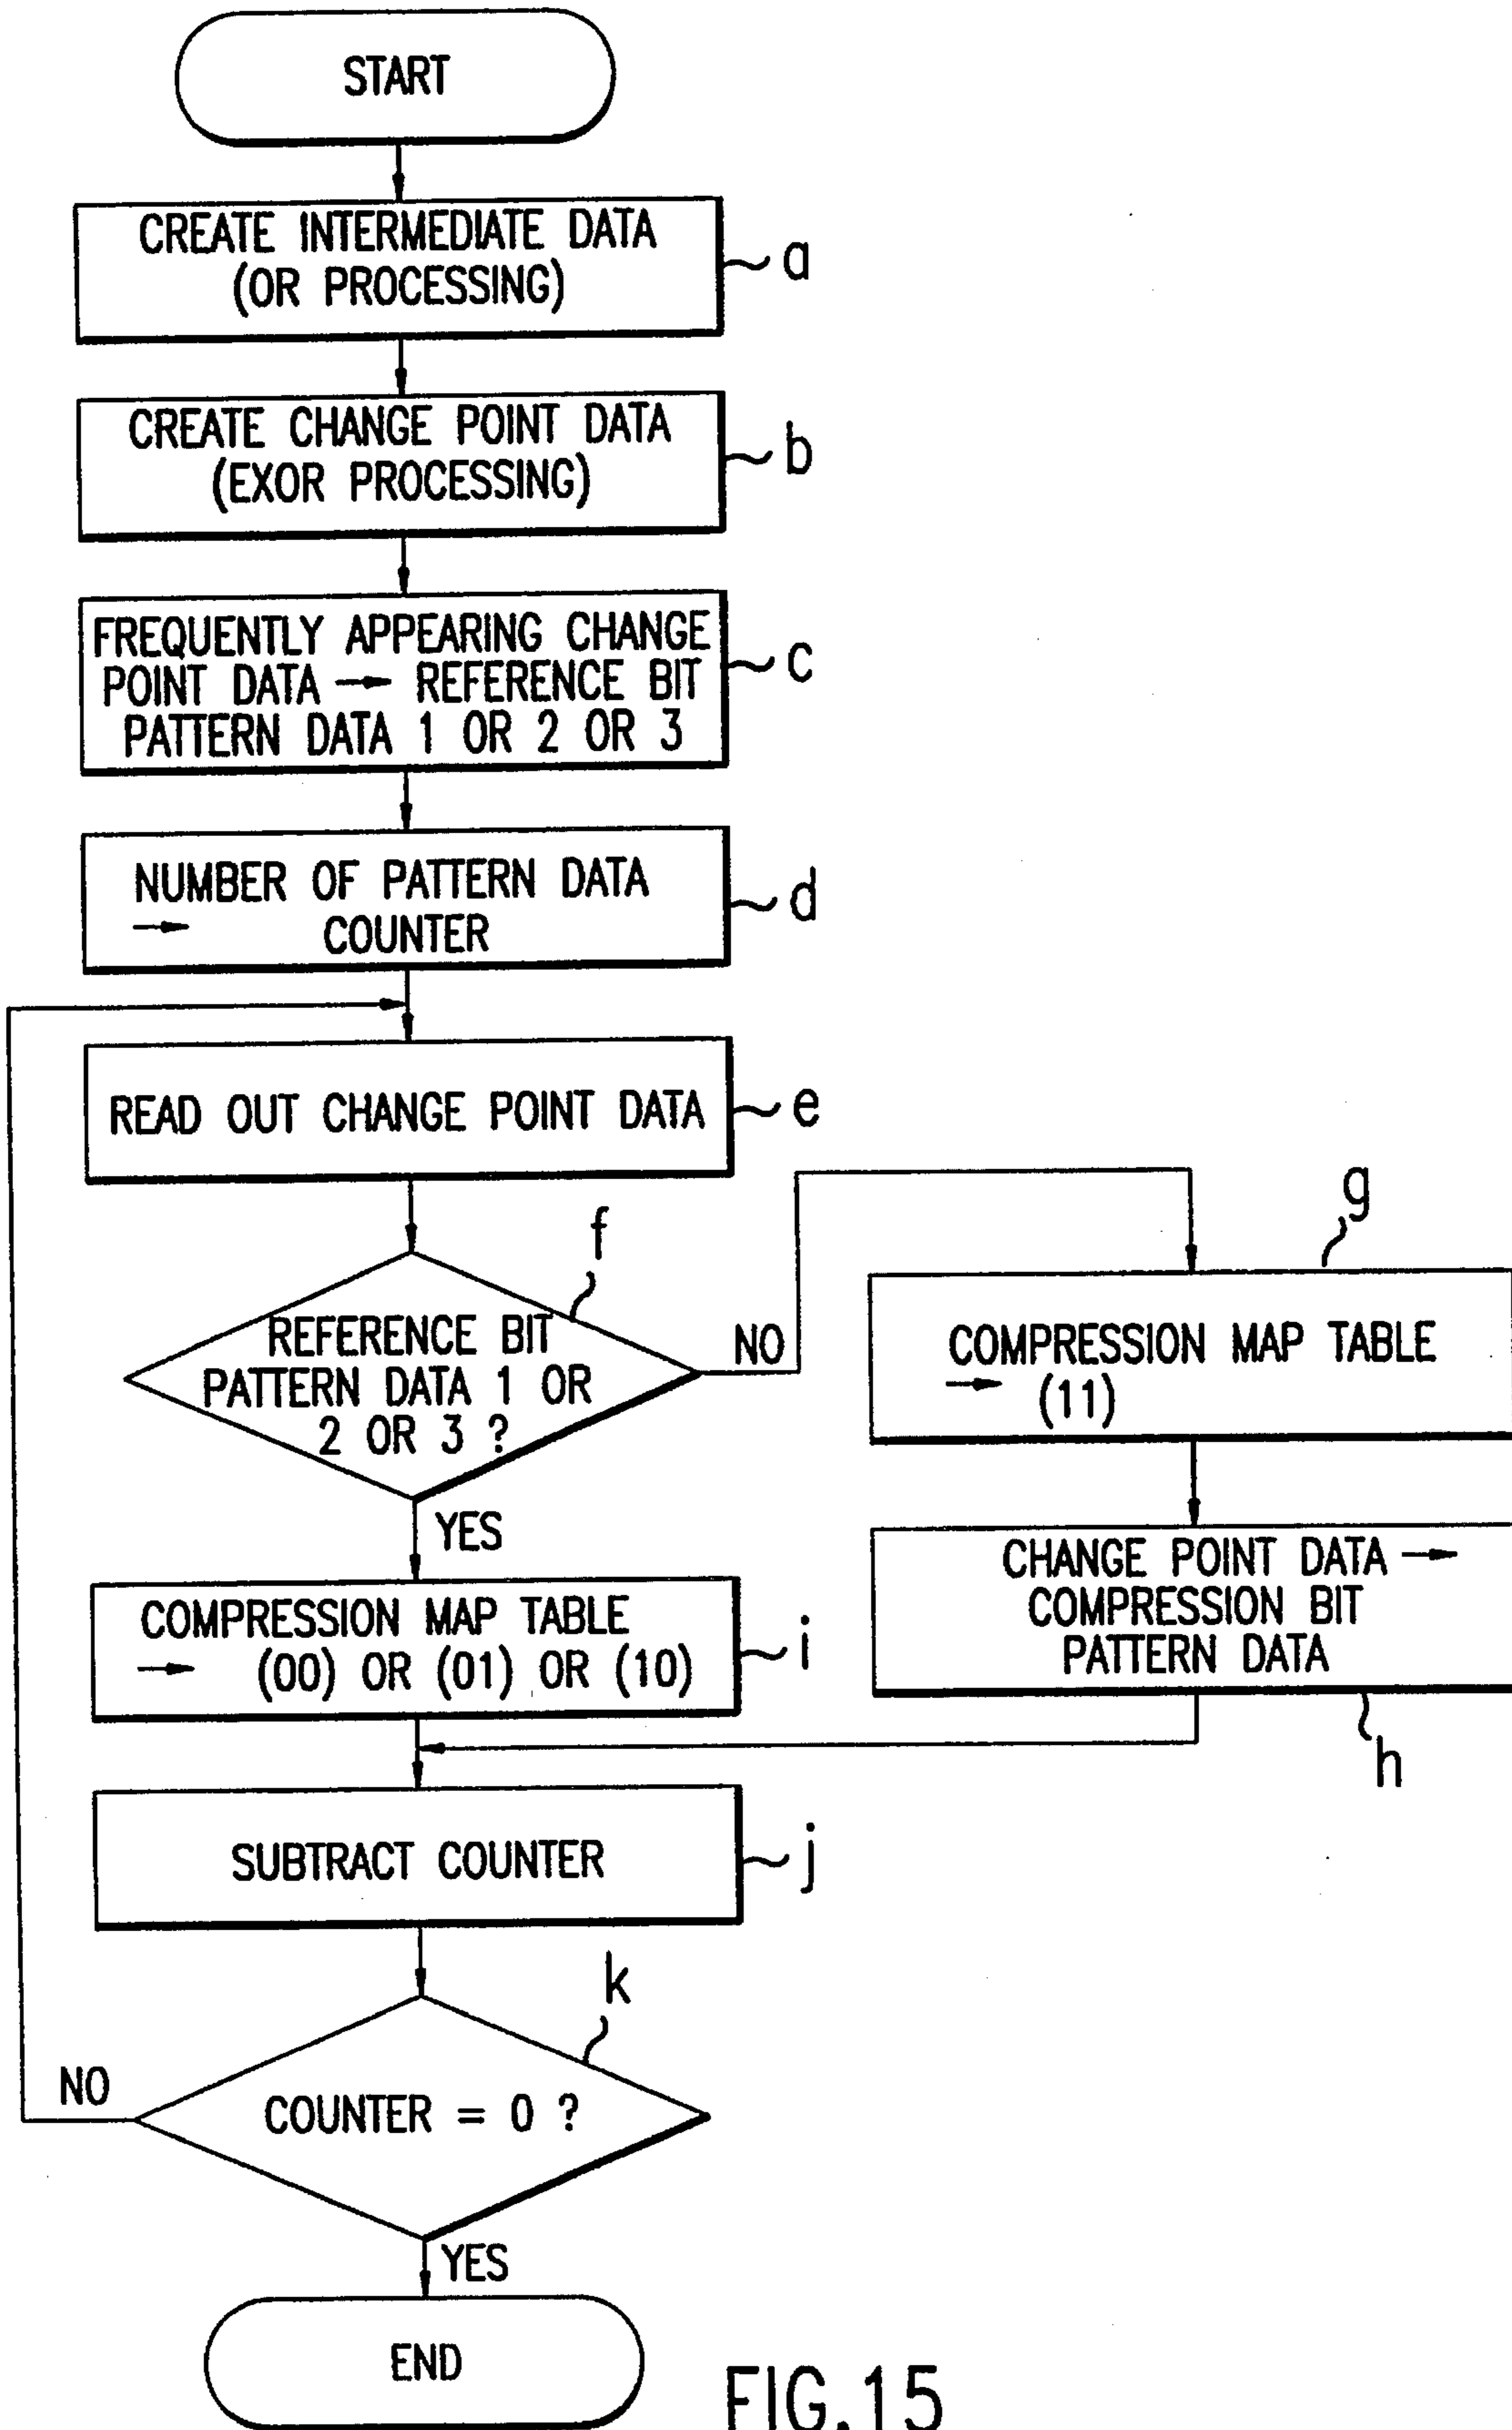 START
CREATE INTERMEDIATE DATA
(OR PROCESSING)
a
CREATE CHANGE POINT DATA
(EXOR PROCESSING)
b
FREQUENTLY APPEARING CHANGE
POINT DATA → REFERENCE BIT
PATTERN DATA 1 OR 2 OR 3
c
NUMBER OF PATTERN DATA
→ COUNTER
d
READ OUT CHANGE POINT DATA
e
f
REFERENCE BIT
PATTERN DATA 1 OR
2 OR 3 ?
NO
g
COMPRESSION MAP TABLE
→ (11)
CHANGE POINT DATA →
COMPRESSION BIT
PATTERN DATA
h
YES
COMPRESSION MAP TABLE
→ (00) OR (01) OR (10)
i
SUBTRACT COUNTER
j
k
COUNTER = 0 ?
NO
YES
END
FIG.15